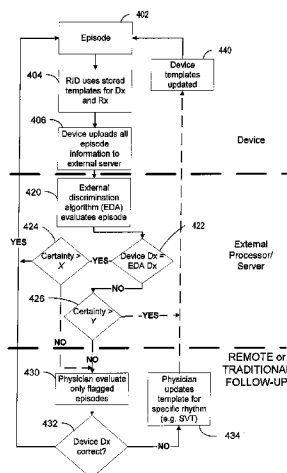 402
Episode
440
Device
templates
updated
404
RID uses stored
templates for Dx
and Rx
406
Device uploads all
episode
information to
external server
Device
420
External
discrimination
algorithm (EDA)
evaluates episode
424
422
YES
Certainty >
X
YES
Device Dx =
EDA Dx
External
Processor/
Server
426
NO
Certainty >
Y
YES
NO
NO
REMOTE or
TRADITIONAL
FOLLOW-UP
430
Physician evaluate
only flagged
episodes
Physician
updates
template for
specific rhythm
(e.g. SVT)
434
432
Device Dx
correct?
NO